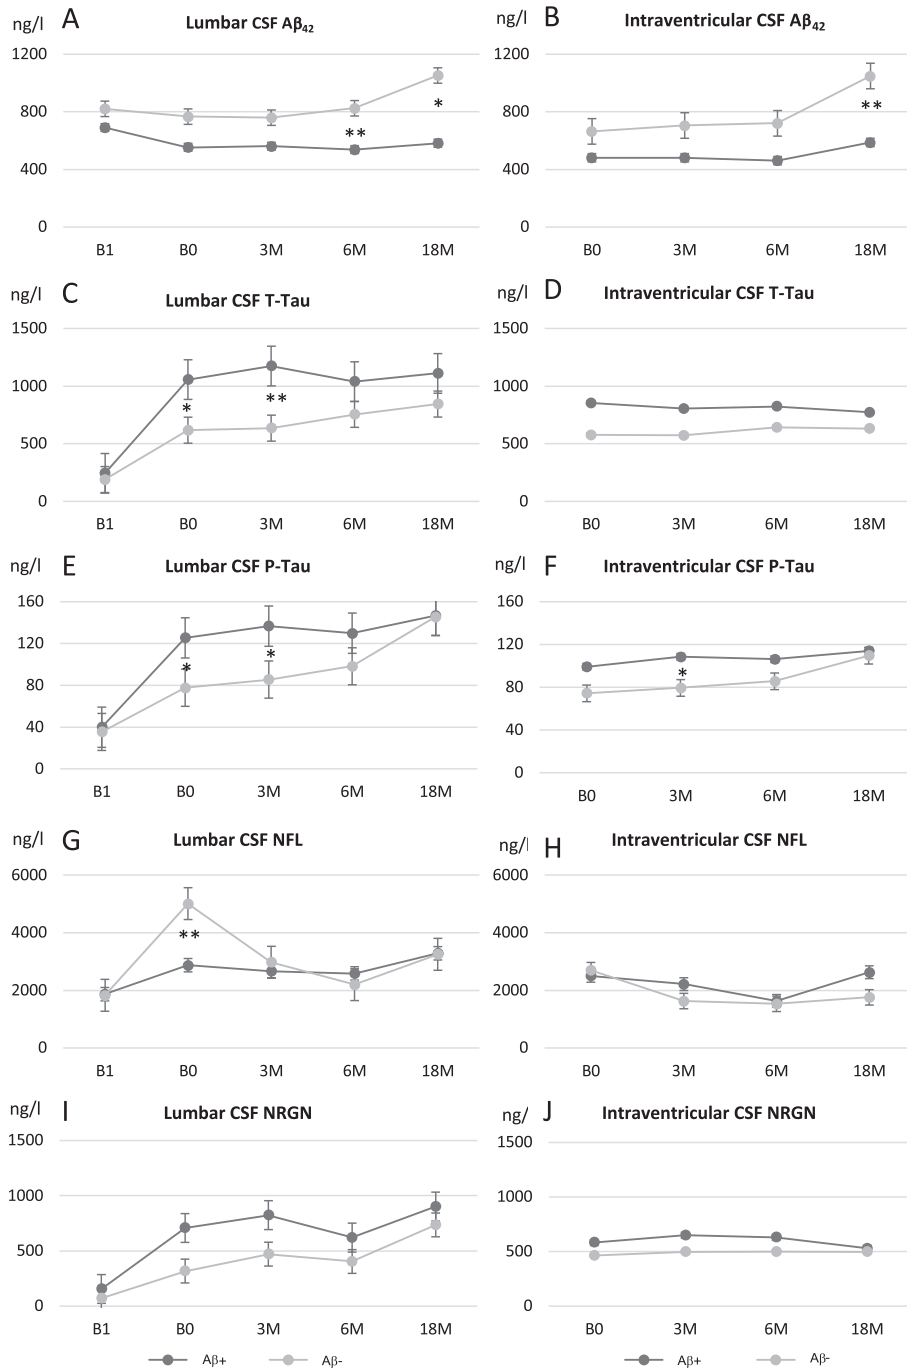 ng/l A Lumbar CSF Aβ42
1200
800
400
0
** *
B1 B0 3M 6M 18M
ng/l B Intraventricular CSF Aβ42
1200
800
400
0
**
B0 3M 6M 18M
ng/l C Lumbar CSF T-Tau
1500
1000
500
0
* **
B1 B0 3M 6M 18M
ng/l D Intraventricular CSF T-Tau
1500
1000
500
0
B0 3M 6M 18M
ng/l E Lumbar CSF P-Tau
160
120
80
40
0
* *
B1 B0 3M 6M 18M
ng/l F Intraventricular CSF P-Tau
160
120
80
40
0
*
B0 3M 6M 18M
ng/l G Lumbar CSF NFL
6000
4000
2000
0
**
B1 B0 3M 6M 18M
ng/l H Intraventricular CSF NFL
6000
4000
2000
0
B0 3M 6M 18M
ng/l I Lumbar CSF NRGN
1500
1000
500
0
B1 B0 3M 6M 18M
Aβ+ Aβ-
ng/ J Intraventricular CSF NRGN
1500
1000
500
0
B0 3M 6M 18M
Aβ+ Aβ-